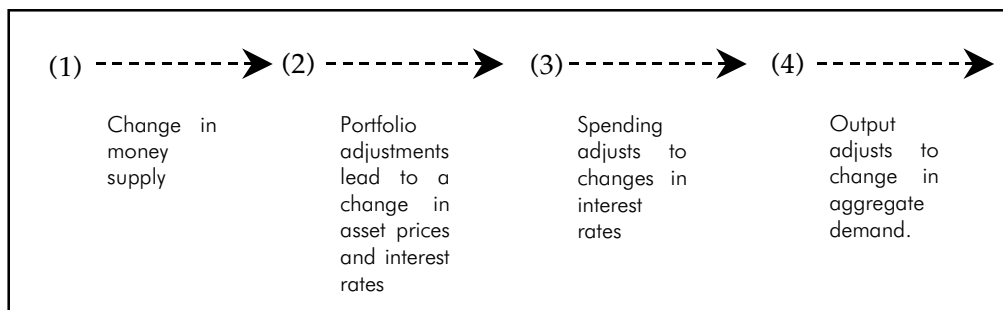 (1) (2) (3) (4)
Change in
money
supply
Portfolio
adjustments
lead to a
change in
asset prices
and interest
rates
Spending
adjusts to
changes in
interest
rates
Output
adjusts to
change in
aggregate
demand.